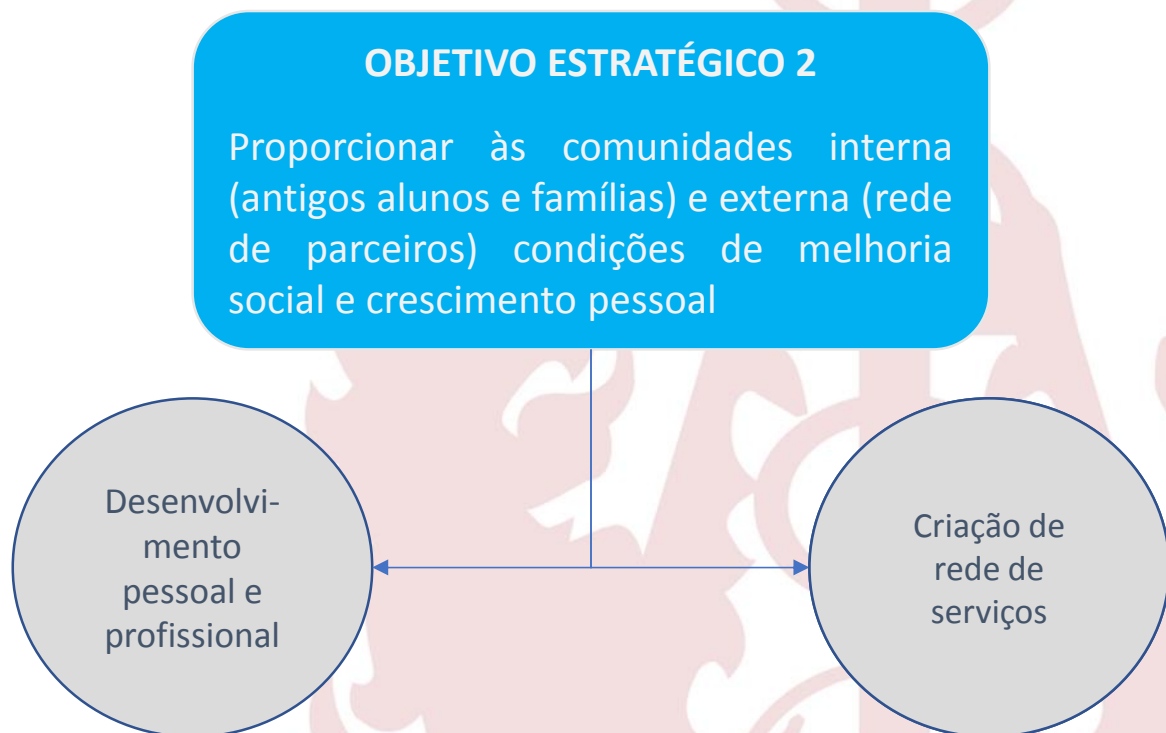 OBJETIVO ESTRATÉGICO 2
Proporcionar às comunidades interna
(antigos alunos e famílias) e externa (rede
de parceiros) condições de melhoria
social e crescimento pessoal
Desenvolvi-
mento
pessoal e
profissional
Criação de
rede de
serviços